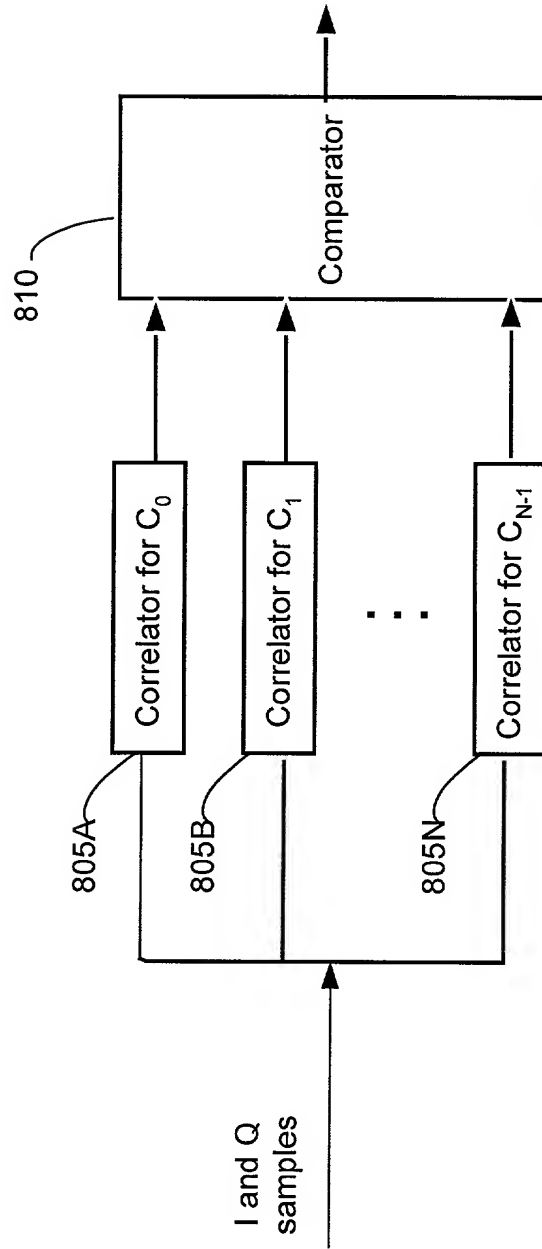 I and Q
samples
805A
Correlator for C0
805B
Correlator for C1
. . .
805N
Correlator for CN-1
810
Comparator